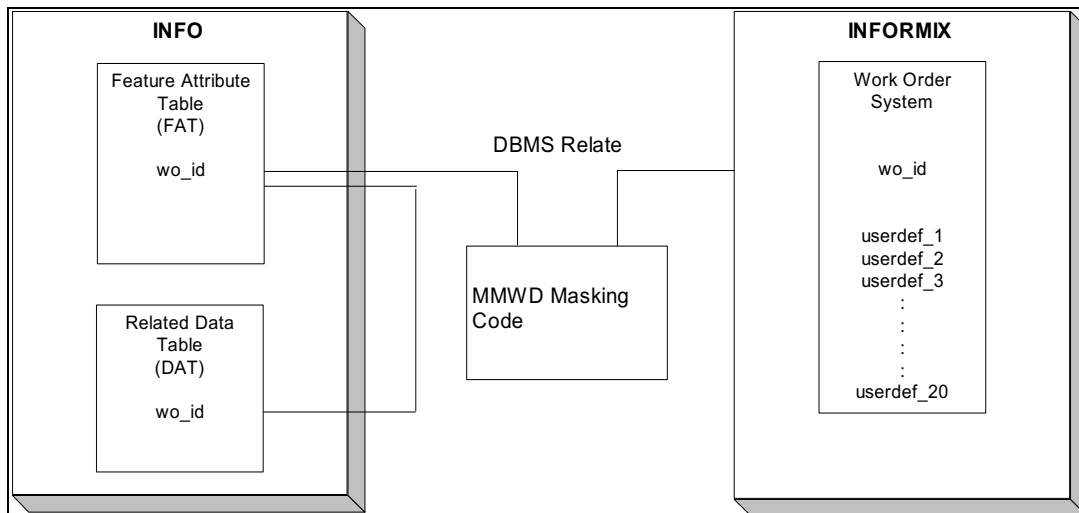 INFO
Feature Attribute
Table
(FAT)
wo_id
Related Data
Table
(DAT)
wo_id
DBMS Relate
MMWD Masking
Code
INFORMIX
Work Order
System
wo_id
userdef_1
userdef_2
userdef_3
:
:
:
:
userdef_20